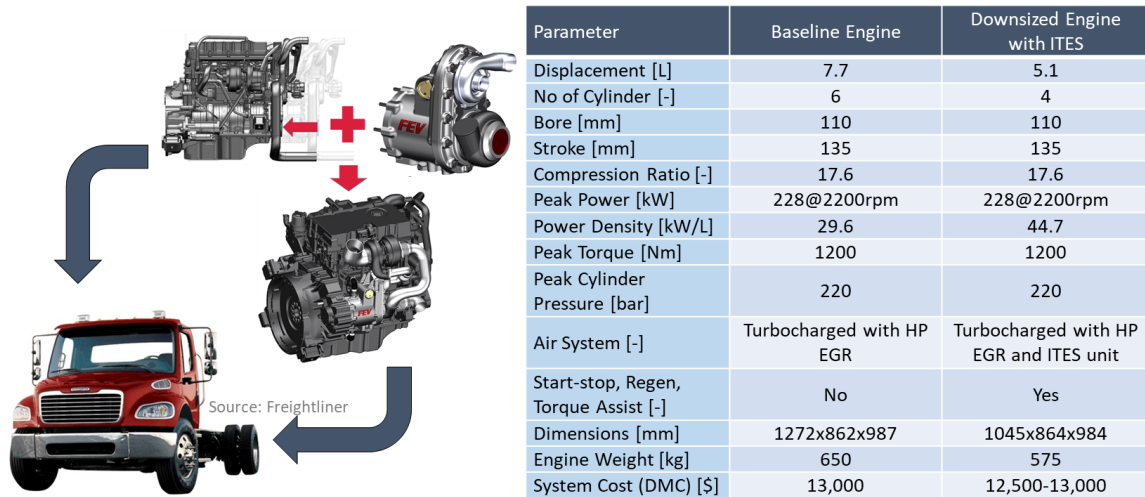 FEV
FEV
Source: Freightliner
Parameter Baseline Engine Downsized Engine
with ITES
Displacement [L] 7.7 5.1
No of Cylinder [-] 6 4
Bore [mm] 110 110
Stroke [mm] 135 135
Compression Ratio [-] 17.6 17.6
Peak Power [kW] 228@2200rpm 228@2200rpm
Power Density [kW/L] 29.6 44.7
Peak Torque [Nm] 1200 1200
Peak Cylinder
Pressure [bar] 220 220
Air System [-] Turbocharged with HP Turbocharged with HP
EGR EGR and ITES unit
Start-stop, Regen,
Torque Assist [-] No Yes
Dimensions [mm] 1272x862x987 1045x864x984
Engine Weight [kg] 650 575
System Cost (DMC) [$] 13,000 12,500-13,000